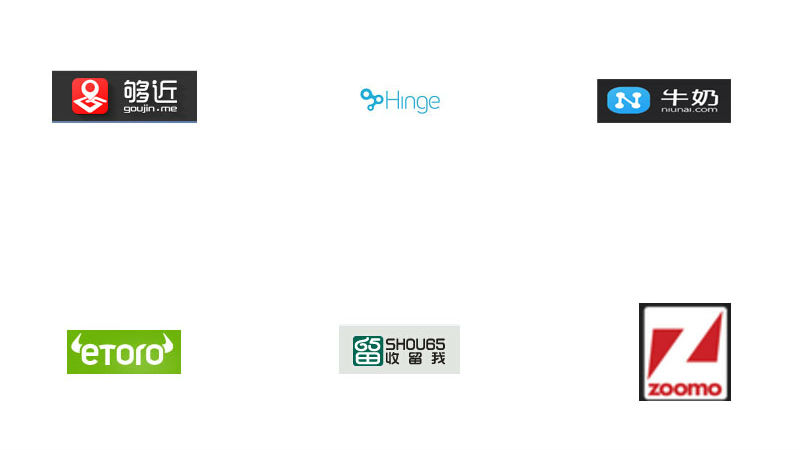 够近
goujin.me
Hinge
牛奶
niunai.com
eToro
SHOU65
收留我
zoomo